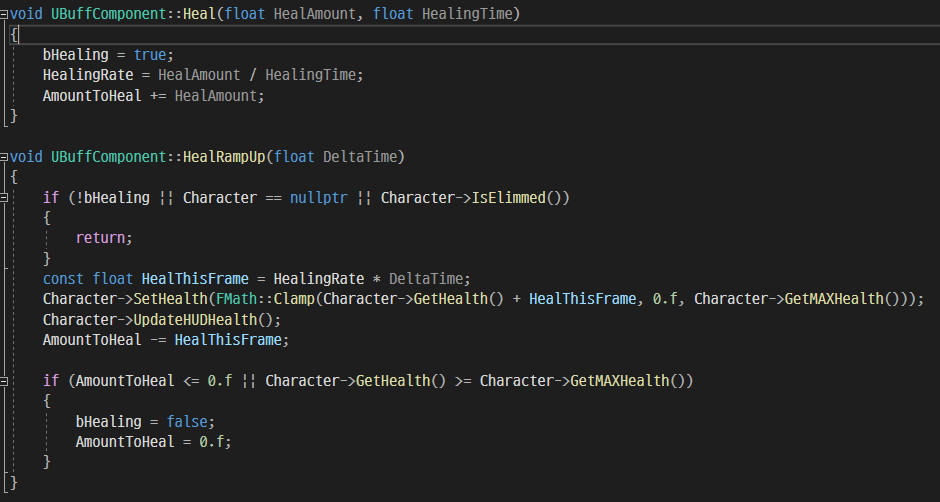 void UBuffComponent::Heal(float HealAmount, float HealingTime)
{
    bHealing = true;
    HealingRate = HealAmount / HealingTime;
    AmountToHeal += HealAmount;
}

void UBuffComponent::HealRampUp(float DeltaTime)
{
    if (!bHealing || Character == nullptr || Character->IsElimmed())
    {
        return;
    }
    const float HealThisFrame = HealingRate * DeltaTime;
    Character->SetHealth(FMath::Clamp(Character->GetHealth() + HealThisFrame, 0.f, Character->GetMAXHealth()));
    Character->UpdateHUDHealth();
    AmountToHeal -= HealThisFrame;

    if (AmountToHeal <= 0.f || Character->GetHealth() >= Character->GetMAXHealth())
    {
        bHealing = false;
        AmountToHeal = 0.f;
    }
}